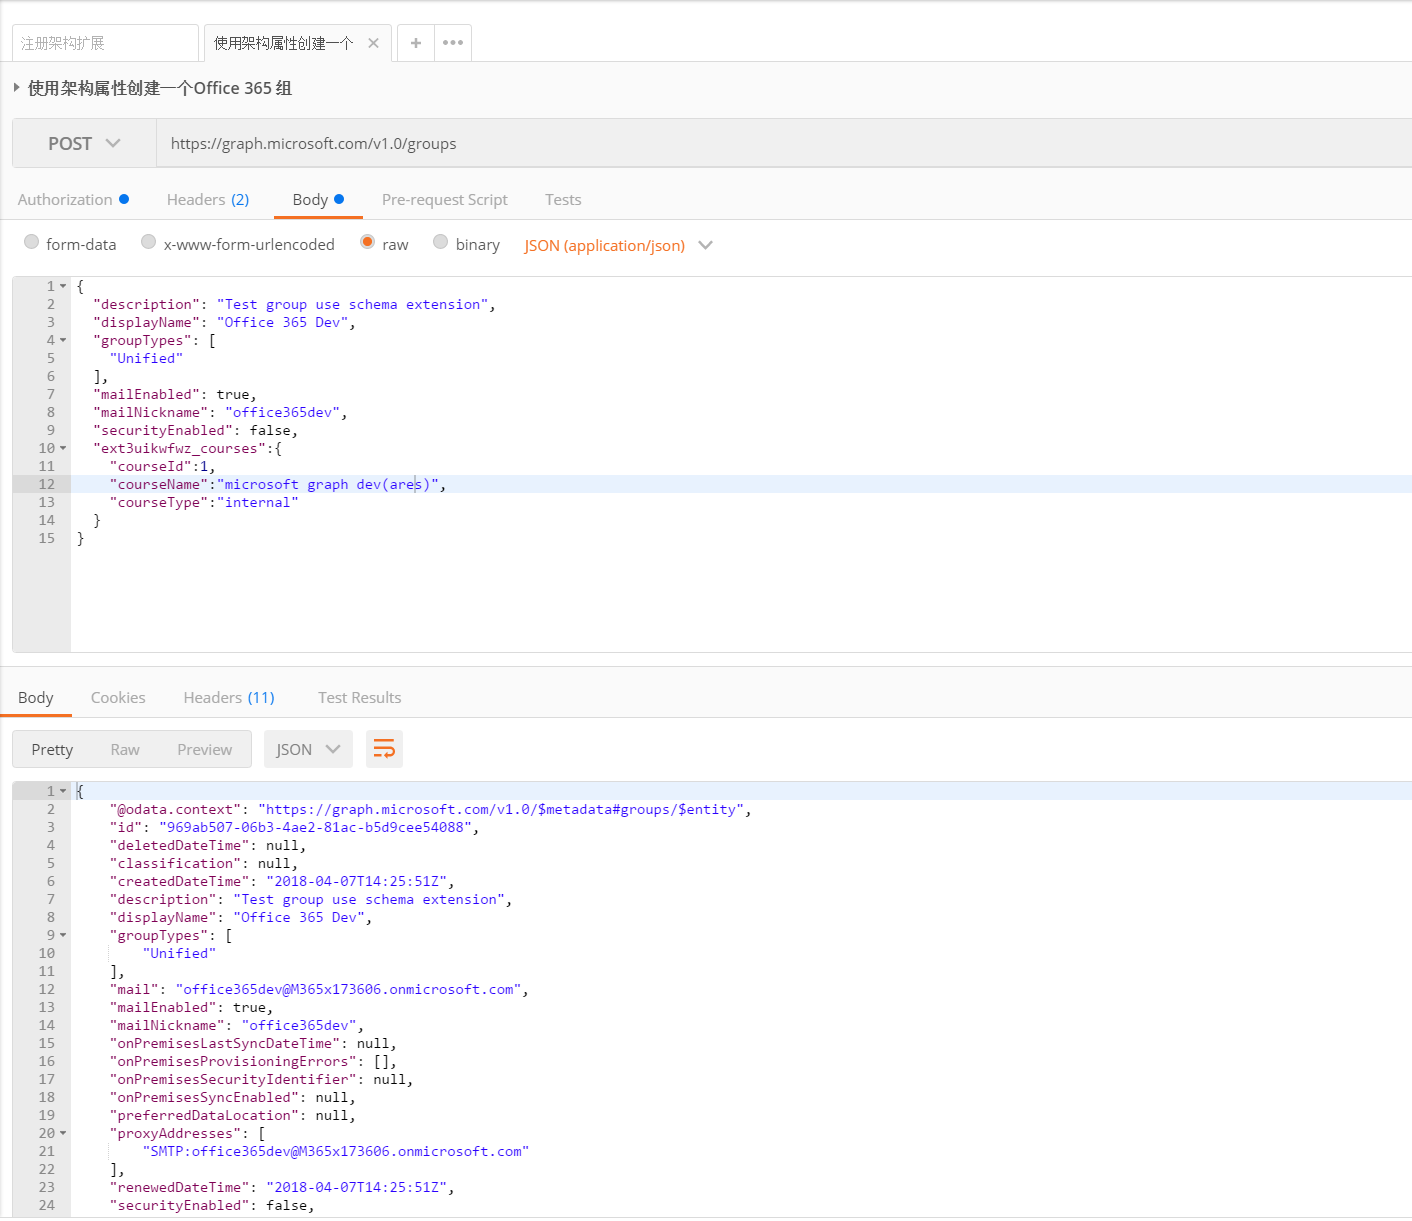 注册架构扩展
使用架构属性创建一个
使用架构属性创建一个Office 365 组
POST https://graph.microsoft.com/v1.0/groups
Authorization Headers (2) Body Pre-request Script Tests
form-data x-www-form-urlencoded raw binary JSON (application/json)
1 {
2 "description": "Test group use schema extension",
3 "displayName": "Office 365 Dev",
4 "groupTypes": [
5 "Unified"
6 ],
7 "mailEnabled": true,
8 "mailNickname": "office365dev",
9 "securityEnabled": false,
10 "ext3uikwfwz_courses":{
11 "courseId":1,
12 "courseName":"microsoft graph dev(ares)",
13 "courseType":"internal"
14 }
15 }
Body Cookies Headers (11) Test Results
Pretty Raw Preview JSON
1 {
2 "@odata.context": "https://graph.microsoft.com/v1.0/$metadata#groups/$entity",
3 "id": "969ab507-06b3-4ae2-81ac-b5d9cee54088",
4 "deletedDateTime": null,
5 "classification": null,
6 "createdDateTime": "2018-04-07T14:25:51Z",
7 "description": "Test group use schema extension",
8 "displayName": "Office 365 Dev",
9 "groupTypes": [
10 "Unified"
11 ],
12 "mail": "office365dev@M365x173606.onmicrosoft.com",
13 "mailEnabled": true,
14 "mailNickname": "office365dev",
15 "onPremisesLastSyncDateTime": null,
16 "onPremisesProvisioningErrors": [],
17 "onPremisesSecurityIdentifier": null,
18 "onPremisesSyncEnabled": null,
19 "preferredDataLocation": null,
20 "proxyAddresses": [
21 "SMTP:office365dev@M365x173606.onmicrosoft.com"
22 ],
23 "renewedDateTime": "2018-04-07T14:25:51Z",
24 "securityEnabled": false,